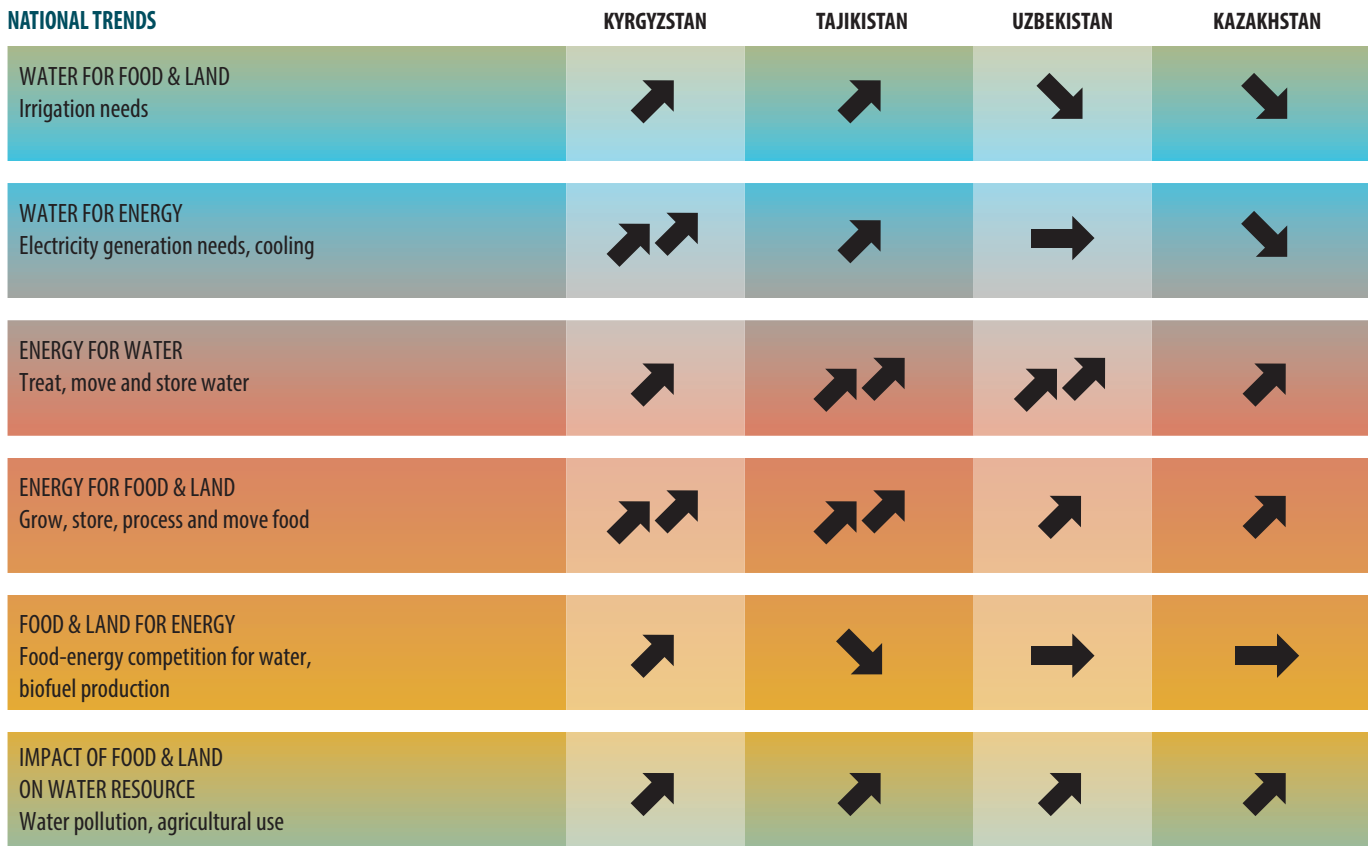 NATIONAL TRENDS KYRGYZSTAN TAJIKISTAN UZBEKISTAN KAZAKHSTAN
WATER FOR FOOD & LAND
Irrigation needs
WATER FOR ENERGY
Electricity generation needs, cooling
ENERGY FOR WATER
Treat, move and store water
ENERGY FOR FOOD & LAND
Grow, store, process and move food
FOOD & LAND FOR ENERGY
Food-energy competition for water,
biofuel production
IMPACT OF FOOD & LAND
ON WATER RESOURCE
Water pollution, agricultural use